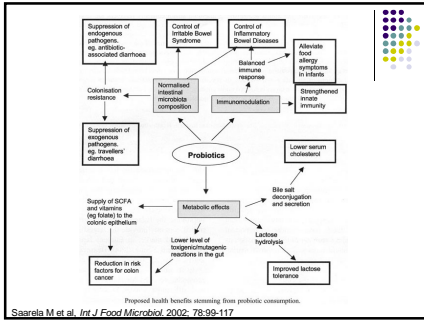 Suppression of
endogenous
pathogens.
eg. antibiotic-
associated diarrhoea
Control of
Irritable Bowel
Syndrome
Control of
Inflammatory
Bowel Diseases
Alleviate
food
allergy
symptoms
in infants
Balanced
immune
response
Colonisation
resistance
Normalised
intestinal
microbiota
composition
Immunomodulation
Strengthened
innate
immunity
Suppression of
exogenous
pathogens.
eg. travellers'
diarrhoea
Probiotics
Lower serum
cholesterol
Metabolic effects
Bile salt
deconjugation
and secretion
Supply of SCFA
and vitamins
(eg folate) to the
colonic epithelium
Lower level of
toxigenic/mutagenic
reactions in the gut
Lactose
hydrolysis
Reduction in risk
factors for colon
cancer
Improved lactose
tolerance
Proposed health benefits stemming from probiotic consumption.
Saarela M et al, Int J Food Microbiol. 2002; 78:99-117